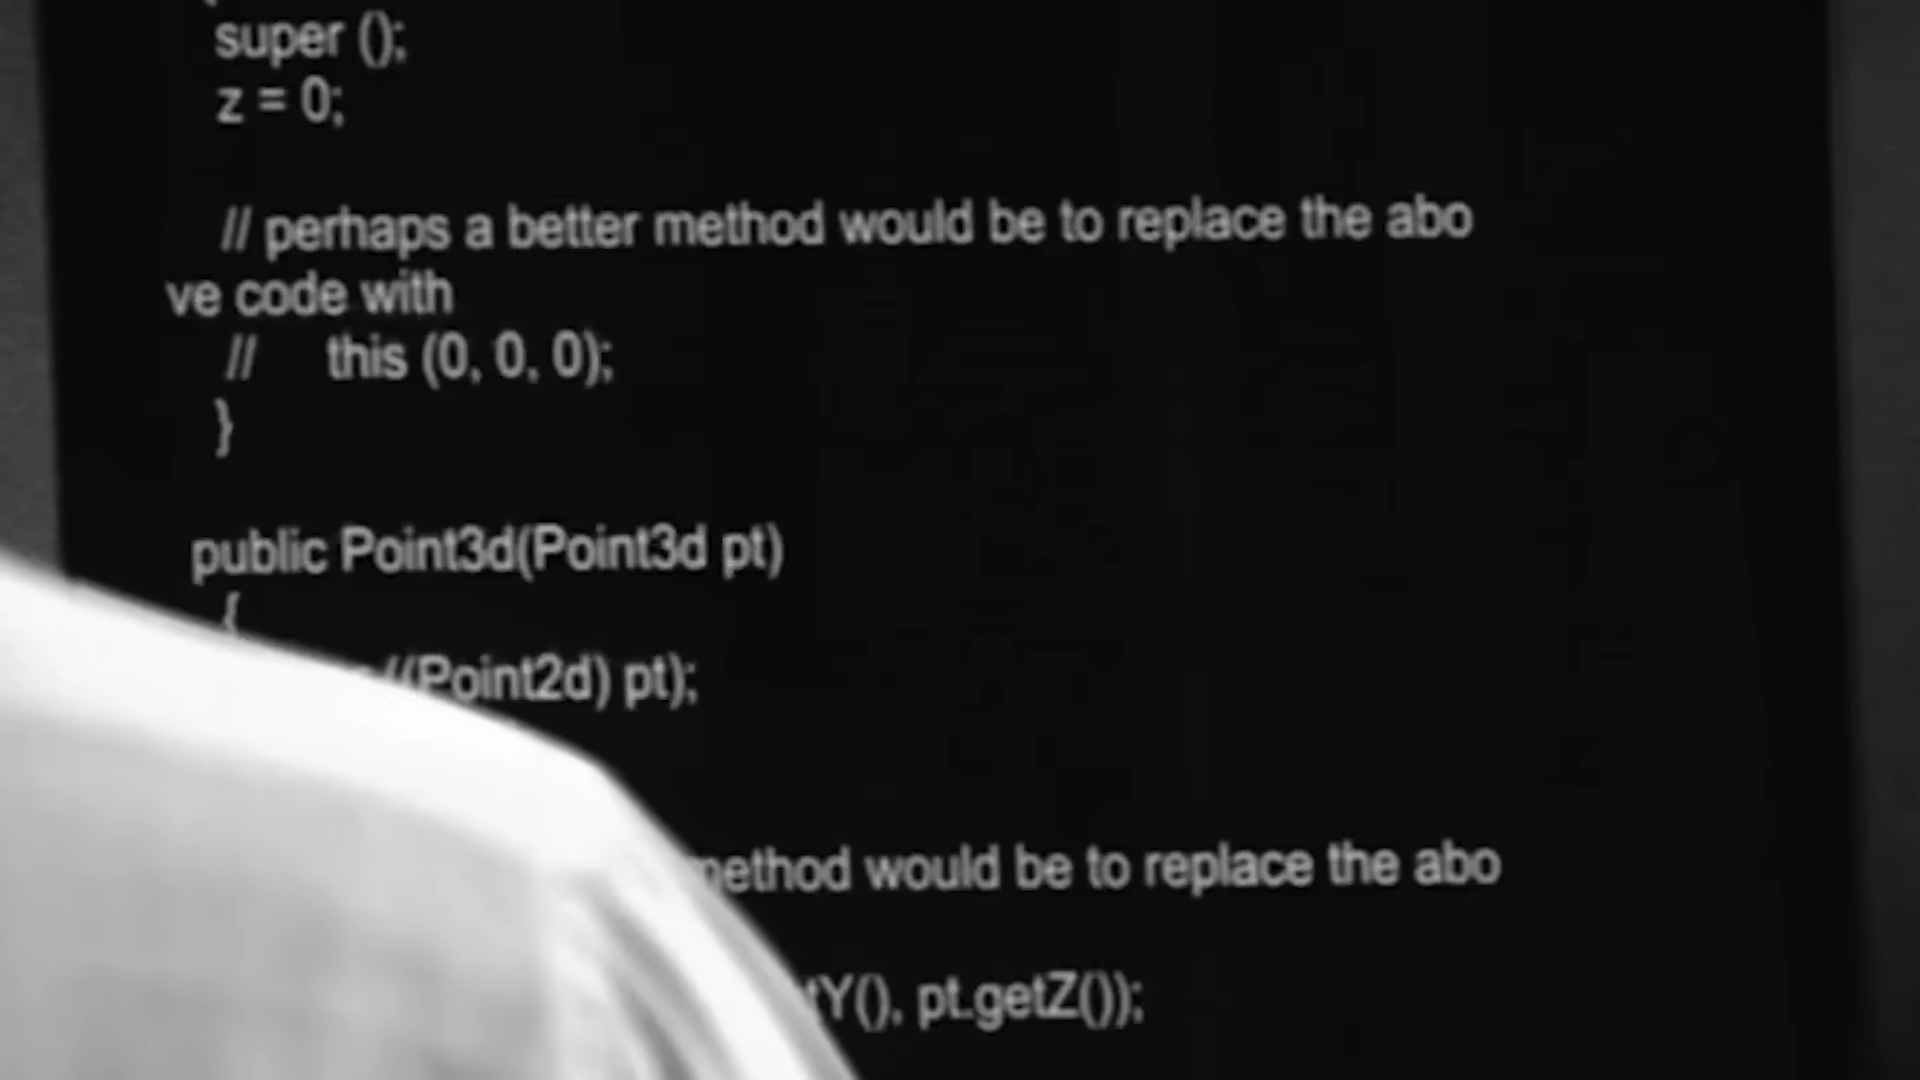 super ();
z = 0;
// perhaps a better method would be to replace the abo
ve code with
// this (0, 0, 0);
}
public Point3d(Point3d pt)
{
((Point2d) pt);
method would be to replace the abo
tY(), pt.getZ());